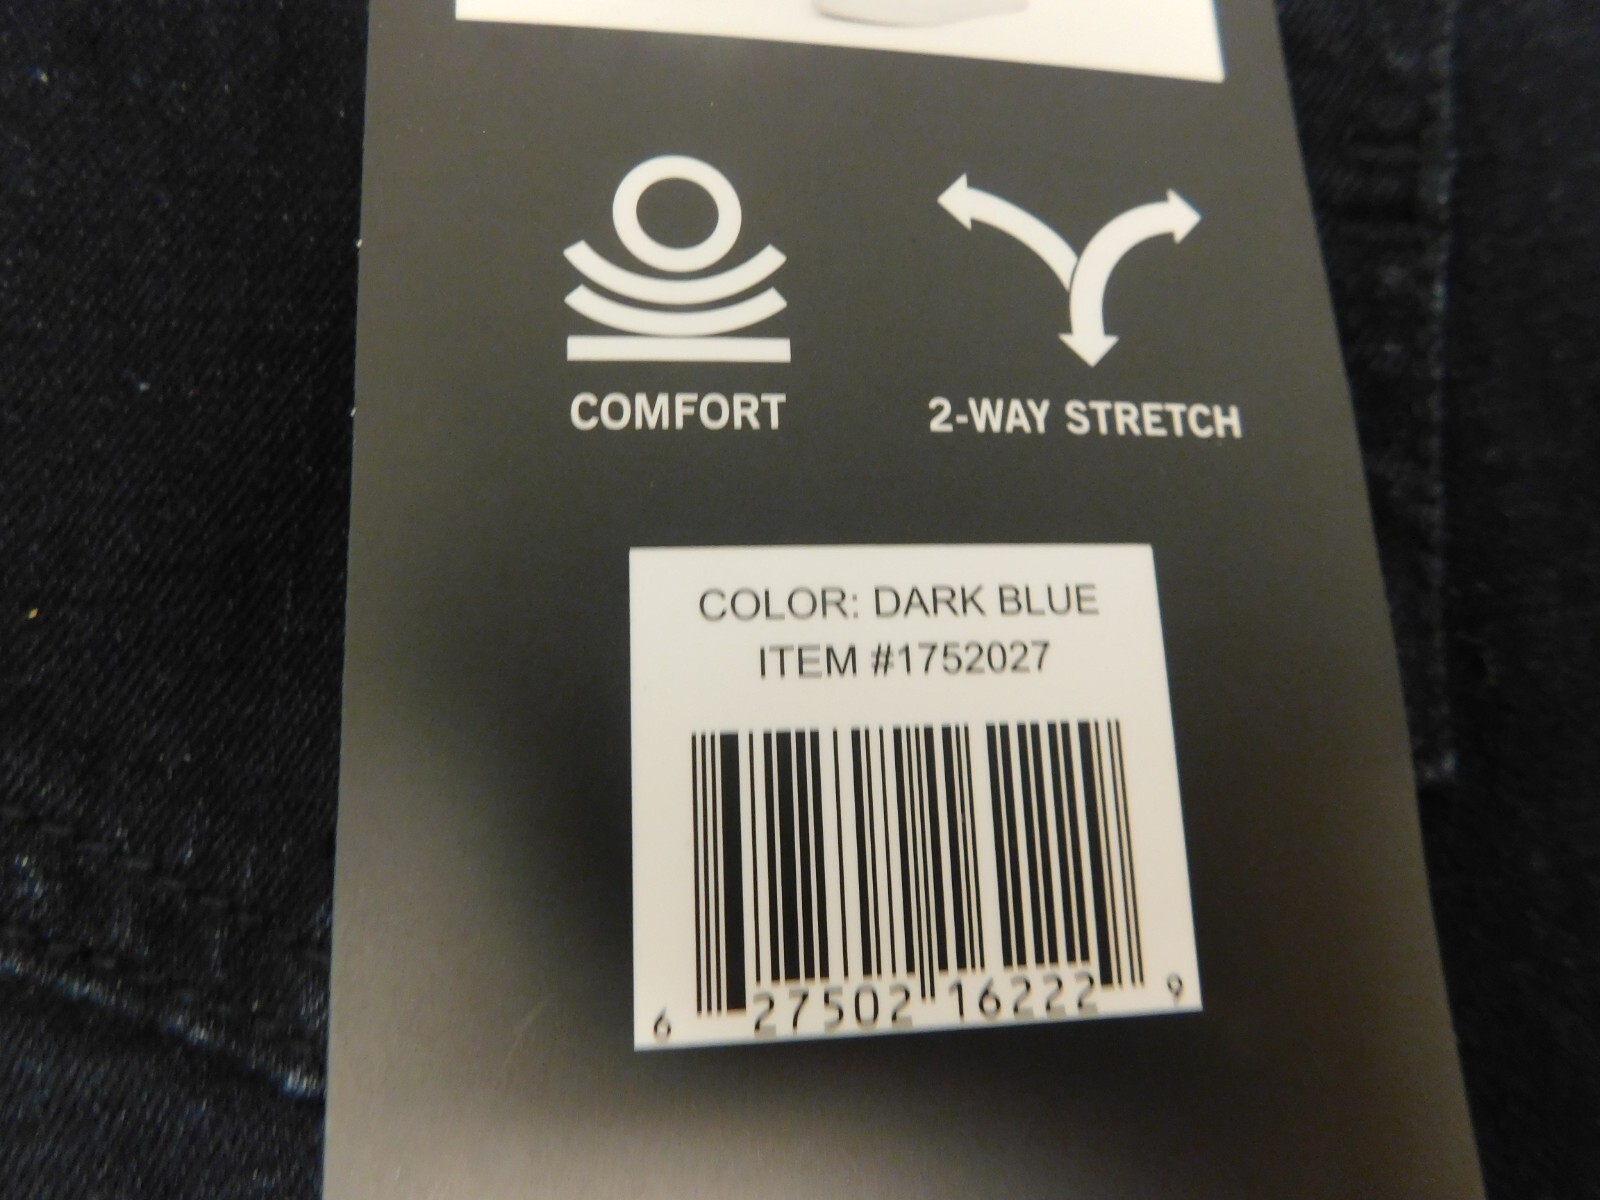 COMFORT
2-WAY STRETCH
COLOR: DARK BLUE
ITEM #1752027
6 27502 16222 9